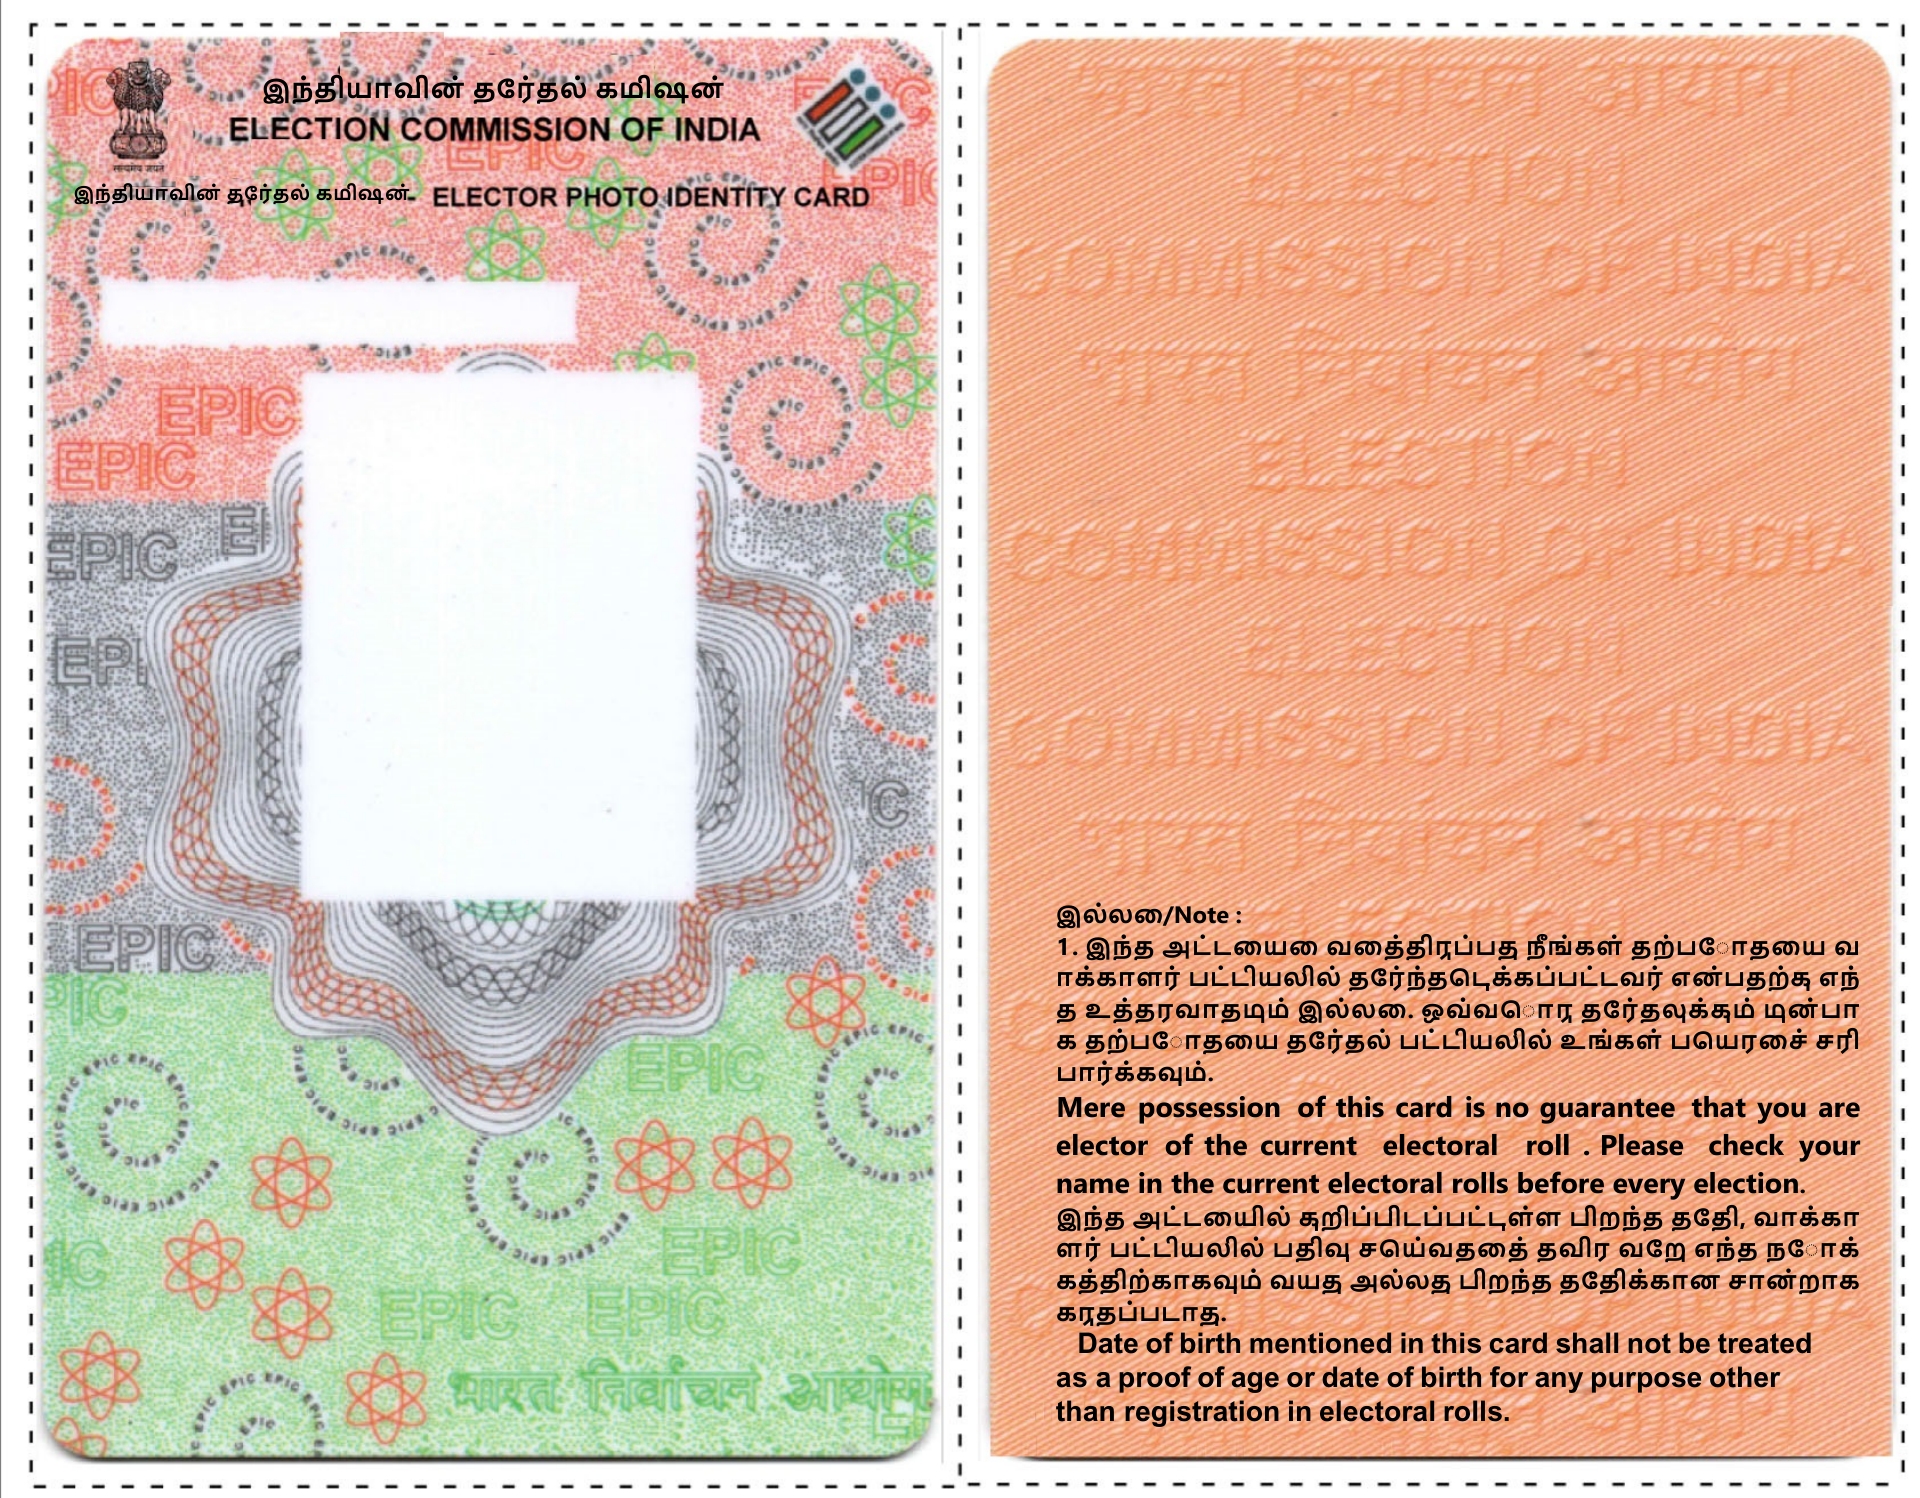 இந்தியாவின் தேர்தல் கமிஷன்
ELECTION COMMISSION OF INDIA
இந்தியாவின் தேர்தல் கமிஷன்- ELECTOR PHOTO IDENTITY CARD
EPIC
EPIC
EPIC
EPIC
EPIC
EPIC
EPIC
EPIC
EPIC
भारत निर्वाचन आयोग
ELECTION
COMMISSION OF INDIA
ELECTION
COMMISSION OF INDIA
ELECTION
COMMISSION OF INDIA
இல்லை/Note :
1. இந்த அட்டையை வைத்திருப்பது நீங்கள் தற்போதைய வ
ாக்காளர் பட்டியலில் தேர்ந்தெடுக்கப்பட்டவர் என்பதற்கு எந்
த உத்தரவாதமும் இல்லை. ஒவ்வொரு தேர்தலுக்கும் முன்பா
க தற்போதைய தேர்தல் பட்டியலில் உங்கள் பெயரைச் சரி
பார்க்கவும்.
Mere possession of this card is no guarantee that you are
elector of the current electoral roll . Please check your
name in the current electoral rolls before every election.
இந்த அட்டையில் குறிப்பிடப்பட்டுள்ள பிறந்த தேதி, வாக்கா
ளர் பட்டியலில் பதிவு செய்வதைத் தவிர வேறு எந்த நோக்
கத்திற்காகவும் வயது அல்லது பிறந்த தேதிக்கான சான்றாக
கருதப்படாது.
Date of birth mentioned in this card shall not be treated
as a proof of age or date of birth for any purpose other
than registration in electoral rolls.